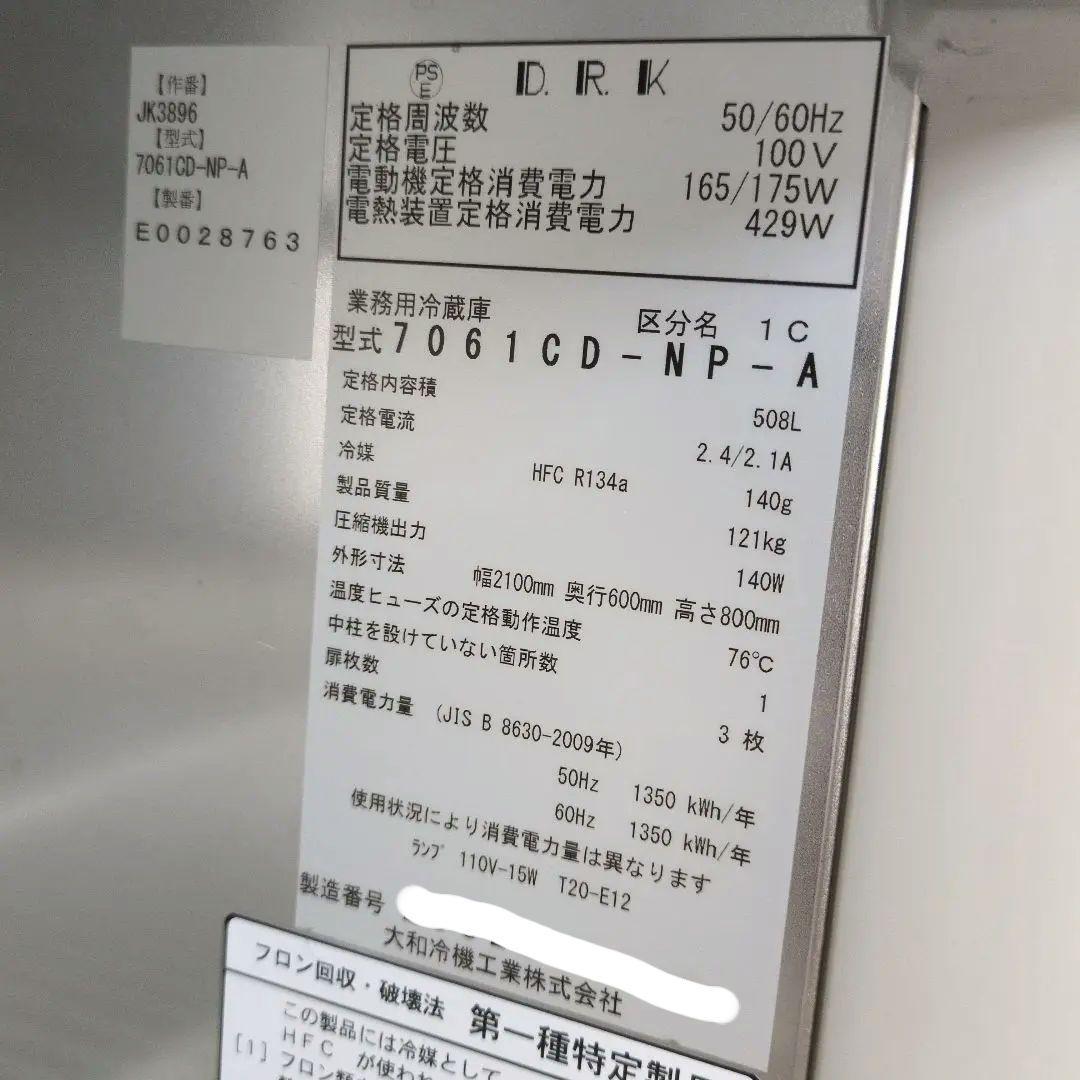 【作番】
JK3896
【型式】
7061CD-NP-A
【製番】
E0028763
PS
E
D.R.K
定格周波数 50/60Hz
定格電圧 100V
電動機定格消費電力 165/175W
電熱装置定格消費電力 429W
業務用冷蔵庫 区分名 1C
型式 7061CD-NP-A
定格内容積 508L
定格電流 2.4/2.1A
冷媒 HFC R134a 140g
製品質量 121kg
圧縮機出力 140W
外形寸法 幅2100mm 奥行600mm 高さ800mm
温度ヒューズの定格動作温度 76℃
中柱を設けていない箇所数 1
扉枚数 3 枚
消費電力量 (JIS B 8630-2009年)
50Hz 1350 kWh/年
60Hz 1350 kWh/年
使用状況により消費電力量は異なります
ﾗﾝﾌﾟ 110V-15W T20-E12
製造番号
大和冷機工業株式会社
フロン回収・破壊法 第一種特定製
この製品には冷媒として
HFC が使われ
[1] フロン類